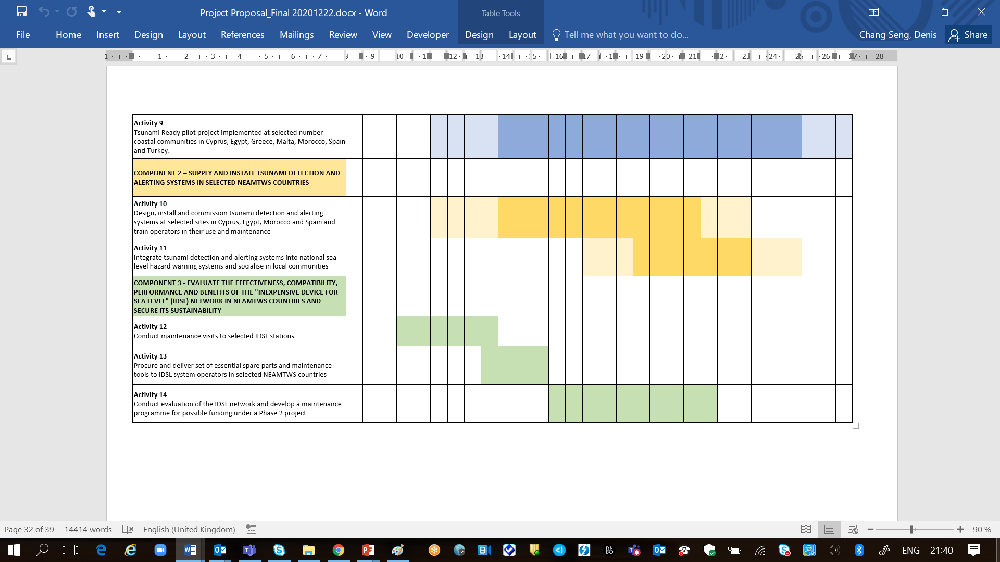 Project Proposal_Final 20201222.docx - Word
Table Tools
File Home Insert Design Layout References Mailings Review View Developer Design Layout Tell me what you want to do... Chang Seng, Denis Share
Activity 9
Tsunami Ready pilot project implemented at selected number
coastal communities in Cyprus, Egypt, Greece, Malta, Morocco, Spain
and Turkey.
COMPONENT 2 – SUPPLY AND INSTALL TSUNAMI DETECTION AND
ALERTING SYSTEMS IN SELECTED NEAMTWS COUNTRIES
Activity 10
Design, install and commission tsunami detection and alerting
systems at selected sites in Cyprus, Egypt, Morocco and Spain and
train operators in their use and maintenance
Activity 11
Integrate tsunami detection and alerting systems into national sea
level hazard warning systems and socialise in local communities
COMPONENT 3 - EVALUATE THE EFFECTIVENESS, COMPATIBILITY,
PERFORMANCE AND BENEFITS OF THE "INEXPENSIVE DEVICE FOR
SEA LEVEL" (IDSL) NETWORK IN NEAMTWS COUNTRIES AND
SECURE ITS SUSTAINABILITY
Activity 12
Conduct maintenance visits to selected IDSL stations
Activity 13
Procure and deliver set of essential spare parts and maintenance
tools to IDSL system operators in selected NEAMTWS countries
Activity 14
Conduct evaluation of the IDSL network and develop a maintenance
programme for possible funding under a Phase 2 project
Page 32 of 39 14414 words English (United Kingdom) 90 %
ENG 21:40